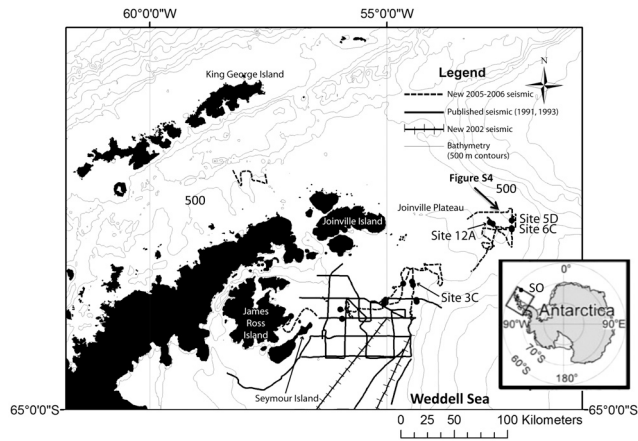 60°0'0"S
55°0'0"W
King George Island
Legend
N
New 2005-2006 seismic
Published seismic (1991, 1993)
New 2002 seismic
Bathymetry
(500 m contours)
Figure S4
500
500
Joinville Plateau
Joinville Island
Site 5D
Site 12A
Site 6C
Site 3C
James
Ross
Island
Seymour Island
Weddell Sea
65°0'0"S
65°0'0"S
0 25 50 100 Kilometers
SO
0°
Antarctica
90°W
90°E
70°S
60°S
180°